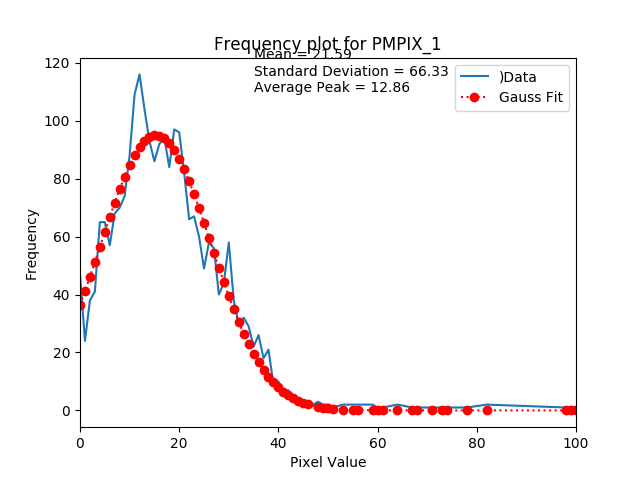 Frequency plot for PMPIX_1
Mean = 21.59
Standard Deviation = 66.33
Average Peak = 12.86
)Data
Gauss Fit
Frequency
120
100
80
60
40
20
0
0 20 40 60 80 100
Pixel Value